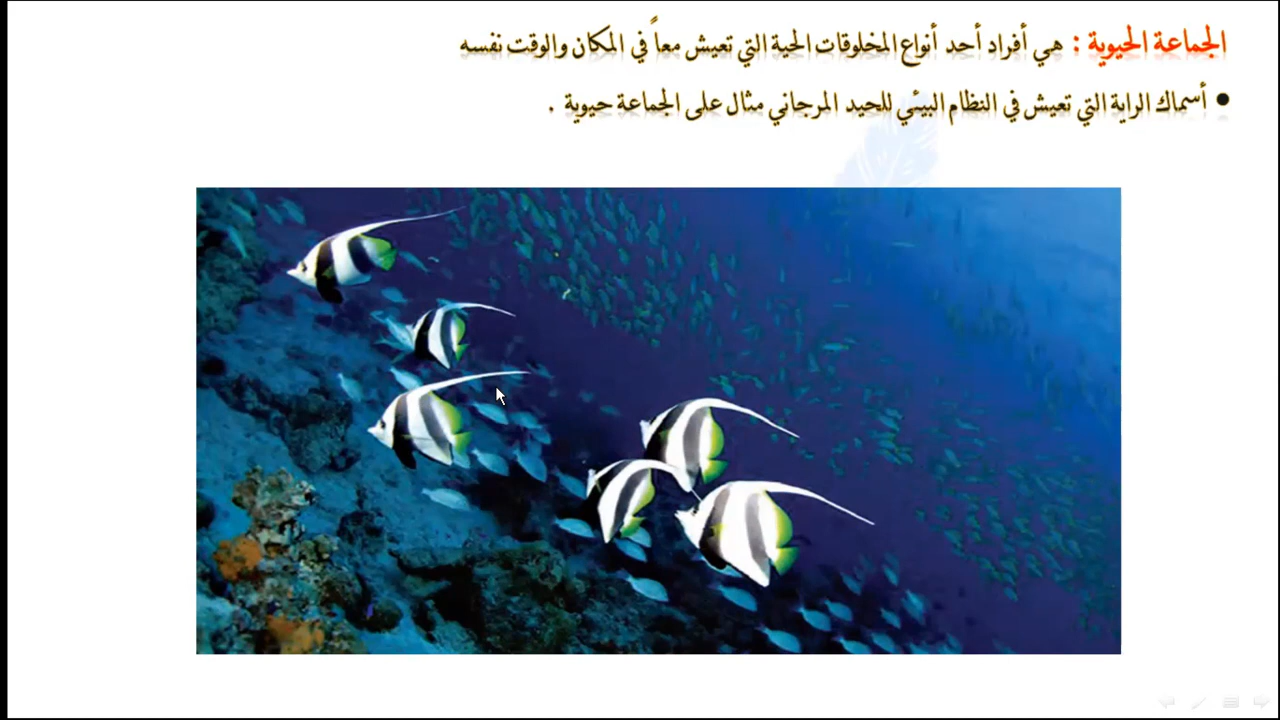 الجماعة الحيوية : هي أفراد أحد أنواع المخلوقات الحية التي تعيش معاً في المكان والوقت نفسه
• أسماك الراية التي تعيش في النظام البيئي للحيد المرجاني مثال على الجماعة حيوية .